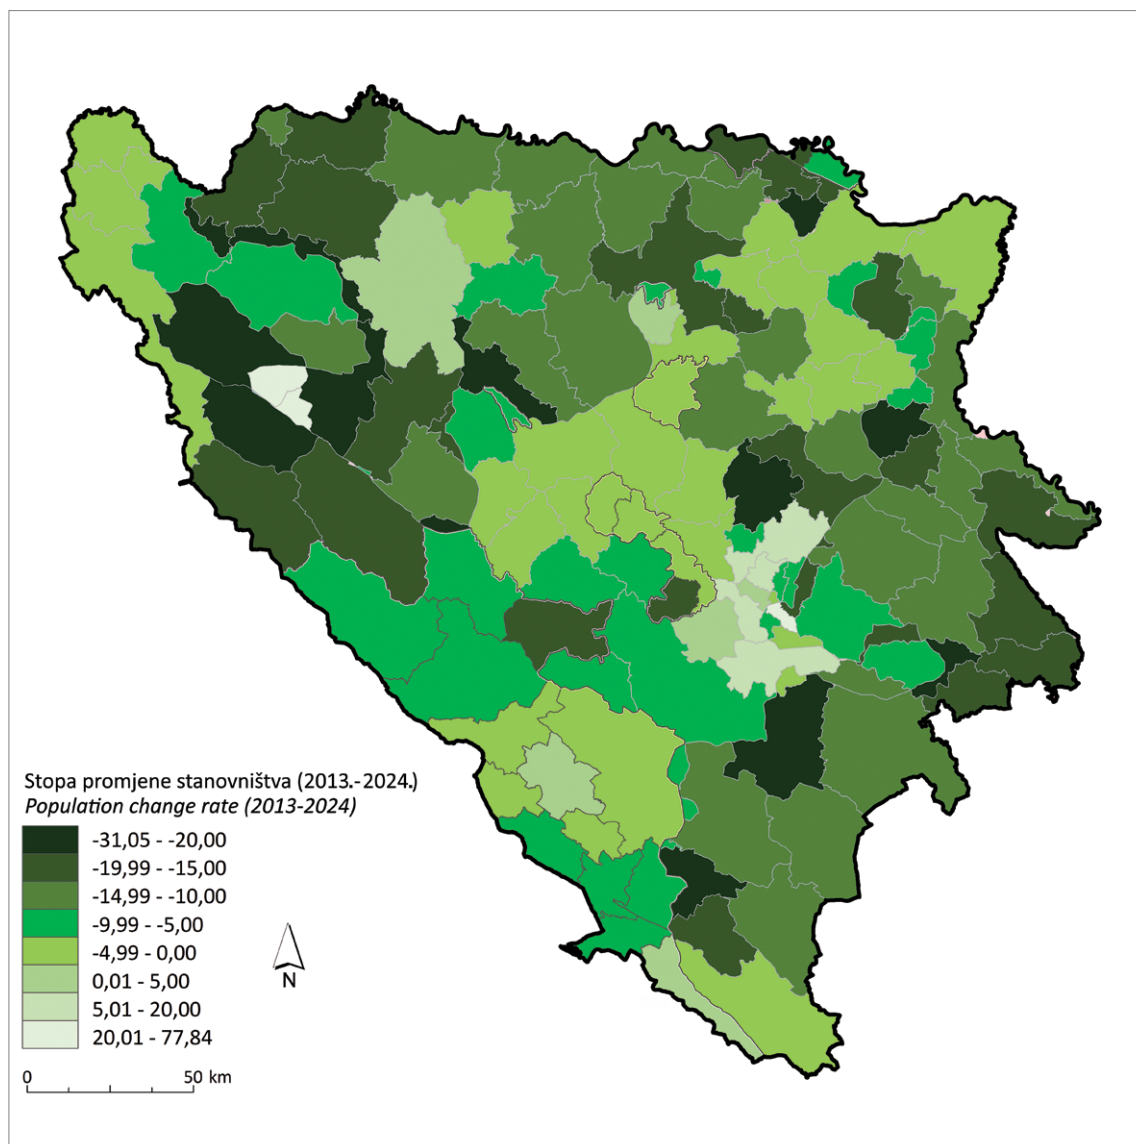 Stopa promjene stanovništva (2013.-2024.)
Population change rate (2013-2024)
-31,05 - -20,00
-19,99 - -15,00
-14,99 - -10,00
-9,99 - -5,00
-4,99 - 0,00
0,01 - 5,00
5,01 - 20,00
20,01 - 77,84
N
0 50 km